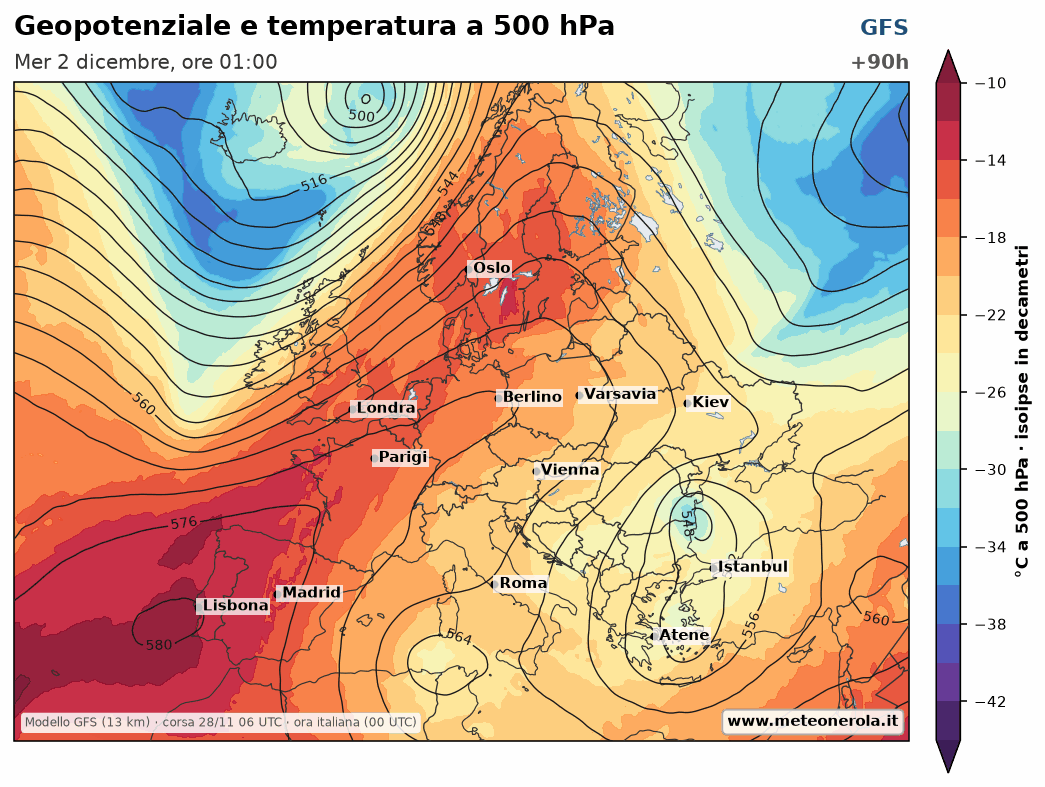 Geopotenziale e temperatura a 500 hPa
GFS
Mer 2 dicembre, ore 01:00
+90h
500
516
544
548
560
576
580
564
556
548
560
Oslo
Londra
Berlino
Varsavia
Kiev
Parigi
Vienna
Istanbul
Roma
Madrid
Lisbona
Atene
Modello GFS (13 km) · corsa 28/11 06 UTC · ora italiana (00 UTC)
www.meteonerola.it
−10
−14
−18
−22
−26
−30
−34
−38
−42
°C a 500 hPa · isoipse in decametri